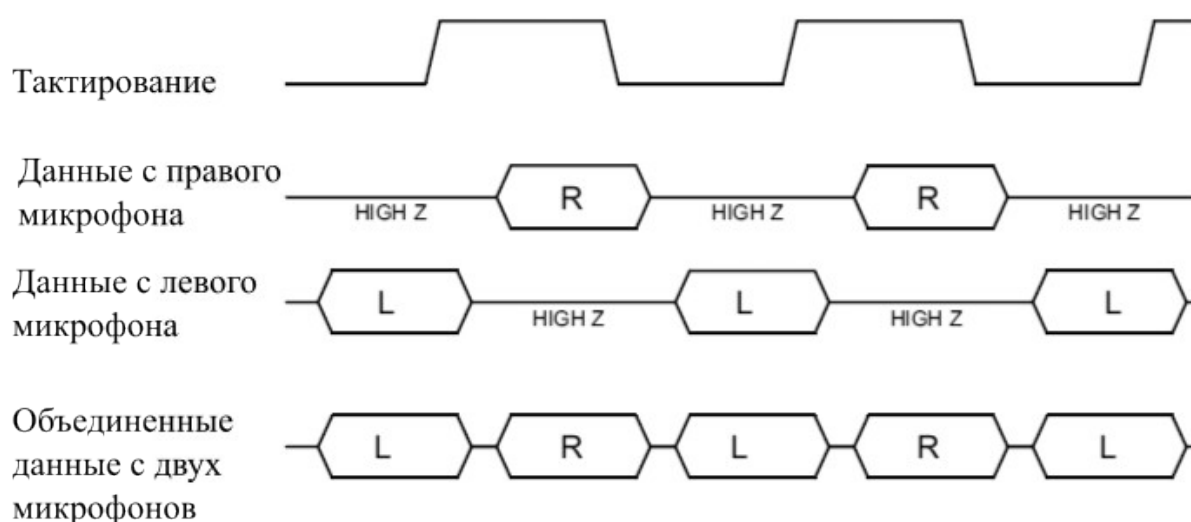 Тактирование
Данные с правого
микрофона
HIGH Z
R
HIGH Z
R
HIGH Z
Данные с левого
микрофона
L
HIGH Z
L
HIGH Z
L
Объединенные
данные с двух
микрофонов
L
R
L
R
L